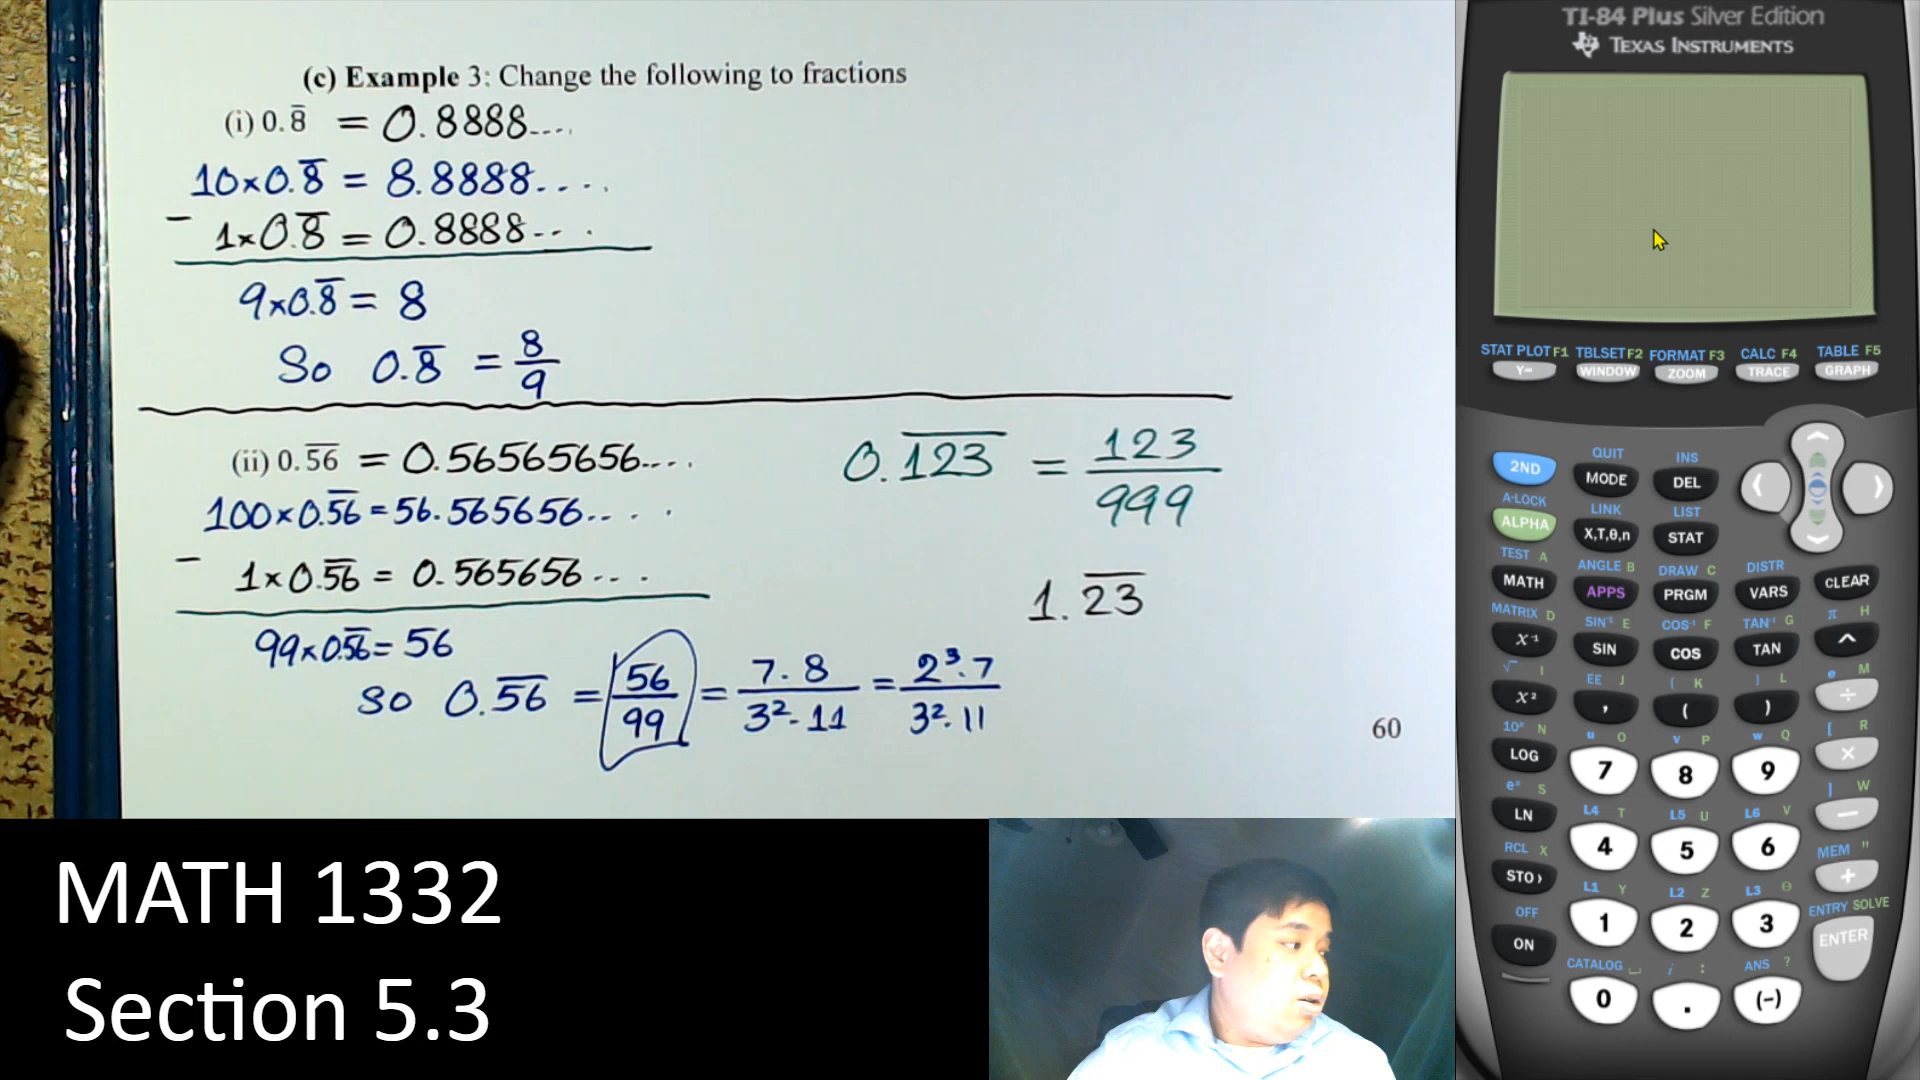 (c) Example 3: Change the following to fractions
(i) 0.8̅ = 0.8888....
10×0.8̅ = 8.8888....
− 1×0.8̅ = 0.8888...
9×0.8̅ = 8
So 0.8̅ = 8/9
(ii) 0.5̅6̅ = 0.56565656....
100×0.5̅6̅ = 56.565656....
− 1×0.5̅6̅ = 0.565656...
99×0.5̅6̅ = 56
So 0.5̅6̅ = 56/99 = 7·8/3²·11 = 2³·7/3²·11
0.1̅2̅3̅ = 123/999
1.2̅3̅
60
MATH 1332
Section 5.3
TI-84 Plus Silver Edition
TEXAS INSTRUMENTS
STAT PLOT F1 TBLSET F2 FORMAT F3 CALC F4 TABLE F5
Y= WINDOW ZOOM TRACE GRAPH
QUIT INS
2ND MODE DEL
A-LOCK LINK LIST
ALPHA X,T,θ,n STAT
TEST A ANGLE B DRAW C DISTR
MATH APPS PRGM VARS CLEAR
MATRIX D SIN⁻¹ E COS⁻¹ F TAN⁻¹ G π H
x⁻¹ SIN COS TAN ^
√ I EE J { K } L e M
x² , ( ) ÷
10ˣ N u O v P w Q [ R
LOG 7 8 9 ×
eˣ S L4 T L5 U L6 V ] W
LN 4 5 6 −
RCL X L1 Y L2 Z L3 θ MEM "
STO› 1 2 3 +
OFF CATALOG ⎵ i : ANS ? ENTRY SOLVE
ON 0 . (-) ENTER